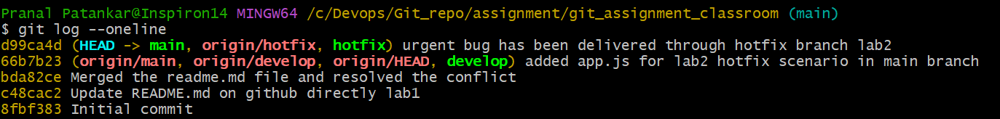 Pranal Patankar@Inspiron14 MINGW64 /c/Devops/Git_repo/assignment/git_assignment_classroom (main)
$ git log --oneline
d99ca4d (HEAD -> main, origin/hotfix, hotfix) urgent bug has been delivered through hotfix branch lab2
66b7b23 (origin/main, origin/develop, origin/HEAD, develop) added app.js for lab2 hotfix scenario in main branch
bda82ce Merged the readme.md file and resolved the conflict
c48cac2 Update README.md on github directly lab1
8fbf383 Initial commit